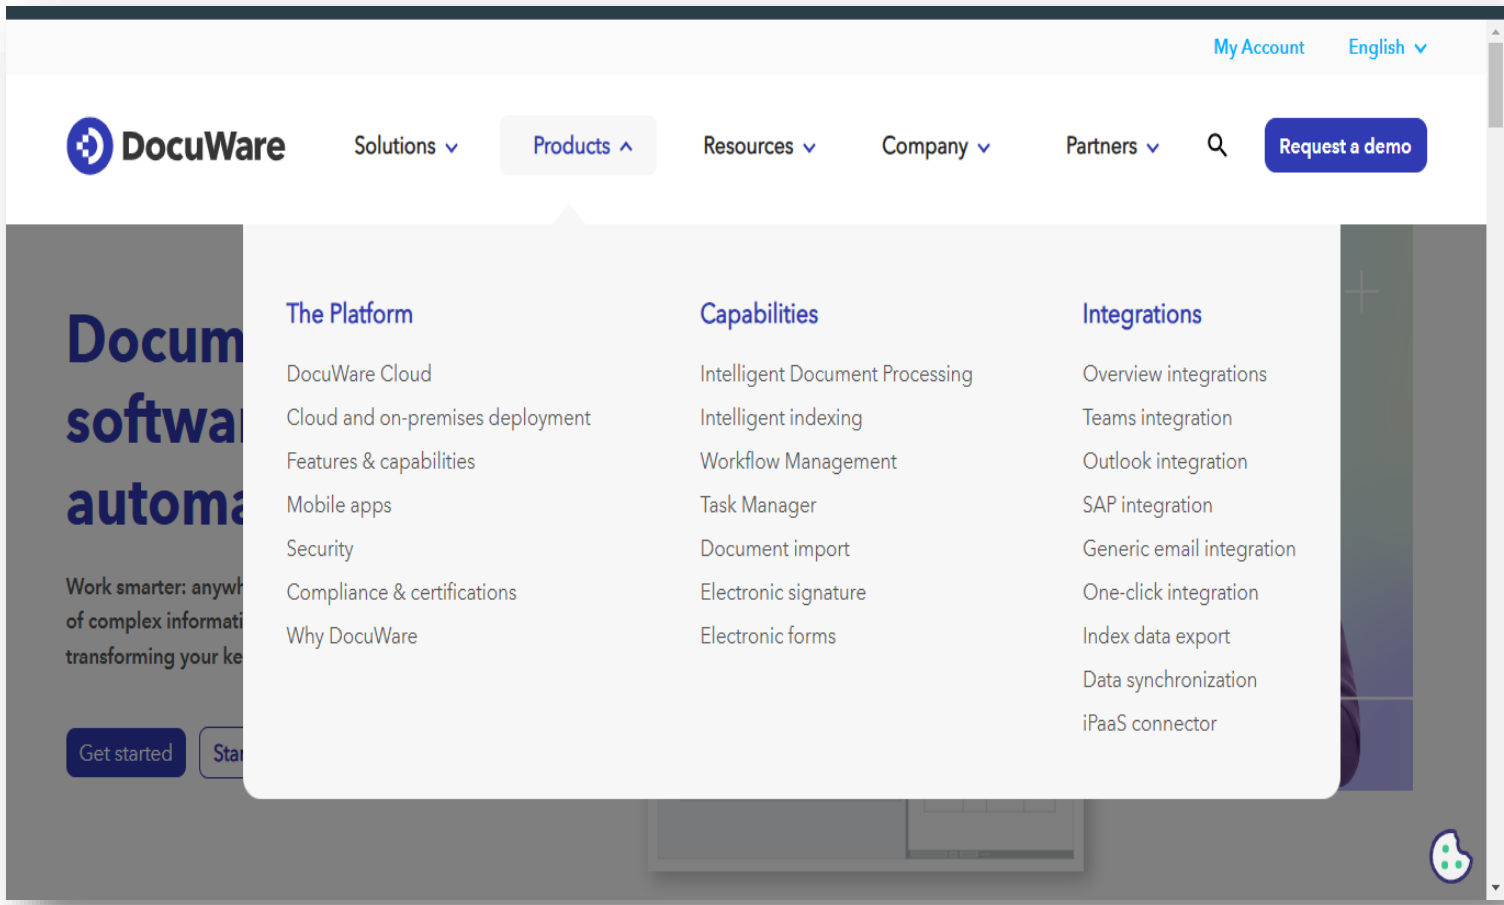 My Account
English
DocuWare
Solutions
Products
Resources
Company
Partners
Request a demo
The Platform
DocuWare Cloud
Cloud and on-premises deployment
Features & capabilities
Mobile apps
Security
Compliance & certifications
Why DocuWare
Capabilities
Intelligent Document Processing
Intelligent indexing
Workflow Management
Task Manager
Document import
Electronic signature
Electronic forms
Integrations
Overview integrations
Teams integration
Outlook integration
SAP integration
Generic email integration
One-click integration
Index data export
Data synchronization
iPaaS connector
Docum
softwa
automa
Work smarter: anywh
of complex informati
transforming your ke
Get started
Star